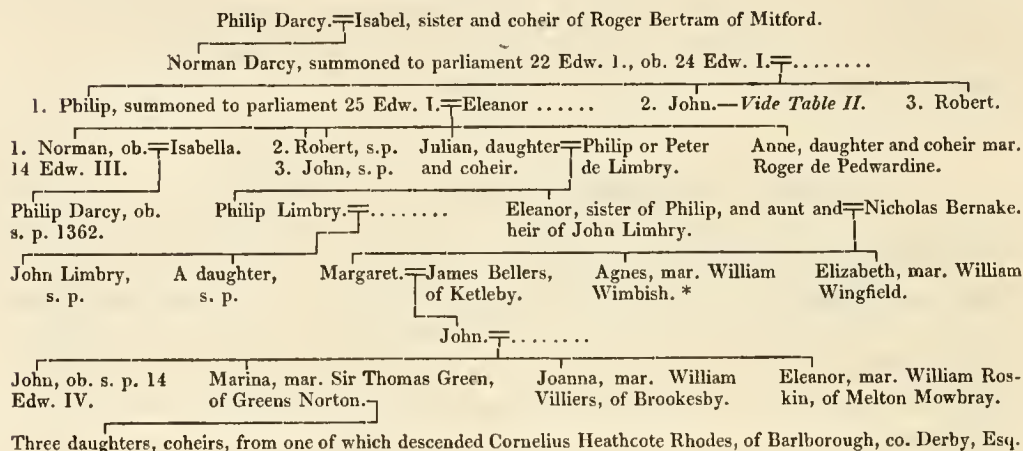 Philip Darcy.=Isabel, sister and coheir of Roger Bertram of Mitford.
Norman Darcy, summoned to parliament 22 Edw. I., ob. 24 Edw. I.=........
1. Philip, summoned to parliament 25 Edw. I.=Eleanor ...... 2. John.—Vide Table II. 3. Robert.
1. Norman, ob.=Isabella. 2. Robert, s.p. Julian, daughter=Philip or Peter Anne, daughter and coheir mar.
14 Edw. III. 3. John, s. p. and coheir. de Limbry. Roger de Pedwardine.
Philip Darcy, ob. Philip Limbry.=........ Eleanor, sister of Philip, and aunt and=Nicholas Bernake.
s. p. 1362. heir of John Limhry.
John Limbry, A daughter, Margaret.=James Bellers, Agnes, mar. William Elizabeth, mar. William
s. p. s. p. of Ketleby. Wimbish. * Wingfield.
John.=........
John, ob. s. p. 14 Marina, mar. Sir Thomas Green, Joanna, mar. William Eleanor, mar. William Ros-
Edw. IV. of Greens Norton. Villiers, of Brookesby. kin, of Melton Mowbray.
Three daughters, coheirs, from one of which descended Cornelius Heathcote Rhodes, of Barlborough, co. Derby, Esq.